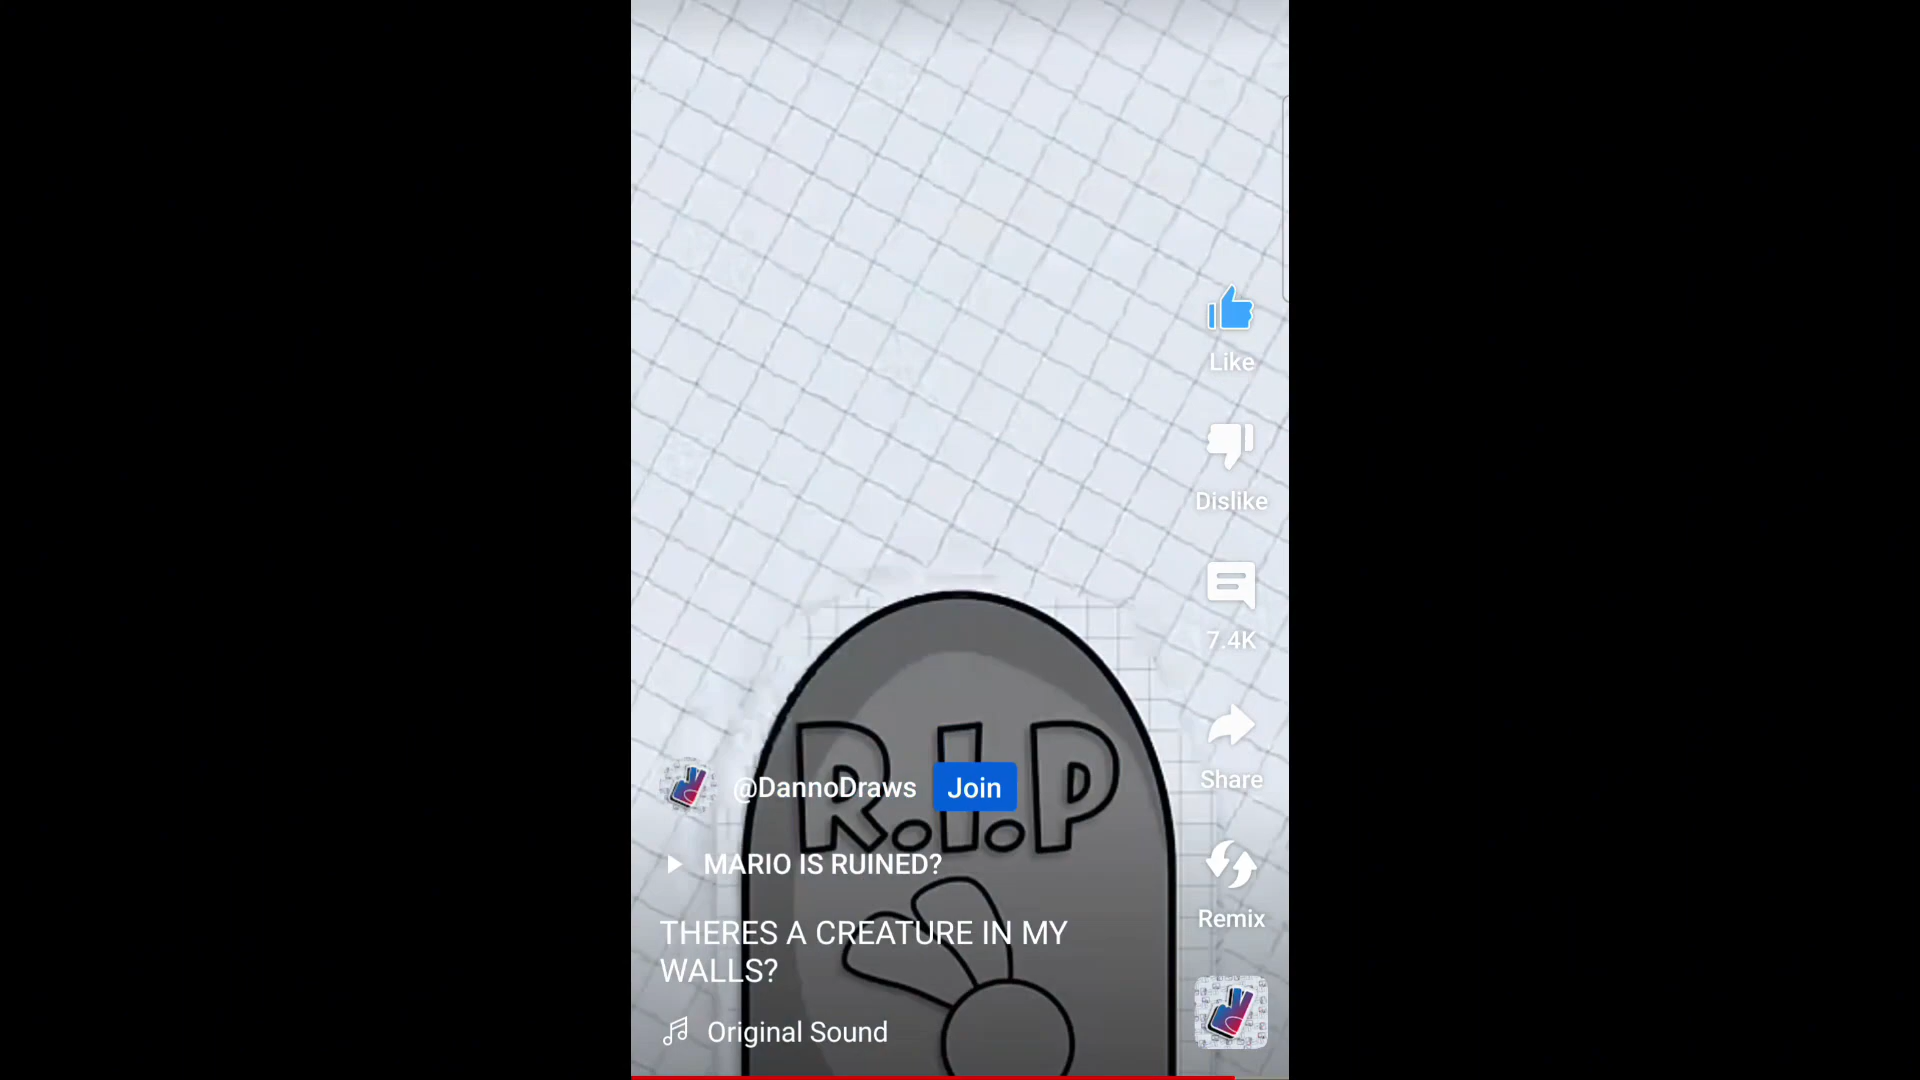 Like
Dislike
7.4K
R.I.P
@DannoDraws Join
Share
MARIO IS RUINED?
Remix
THERES A CREATURE IN MY
WALLS?
Original Sound